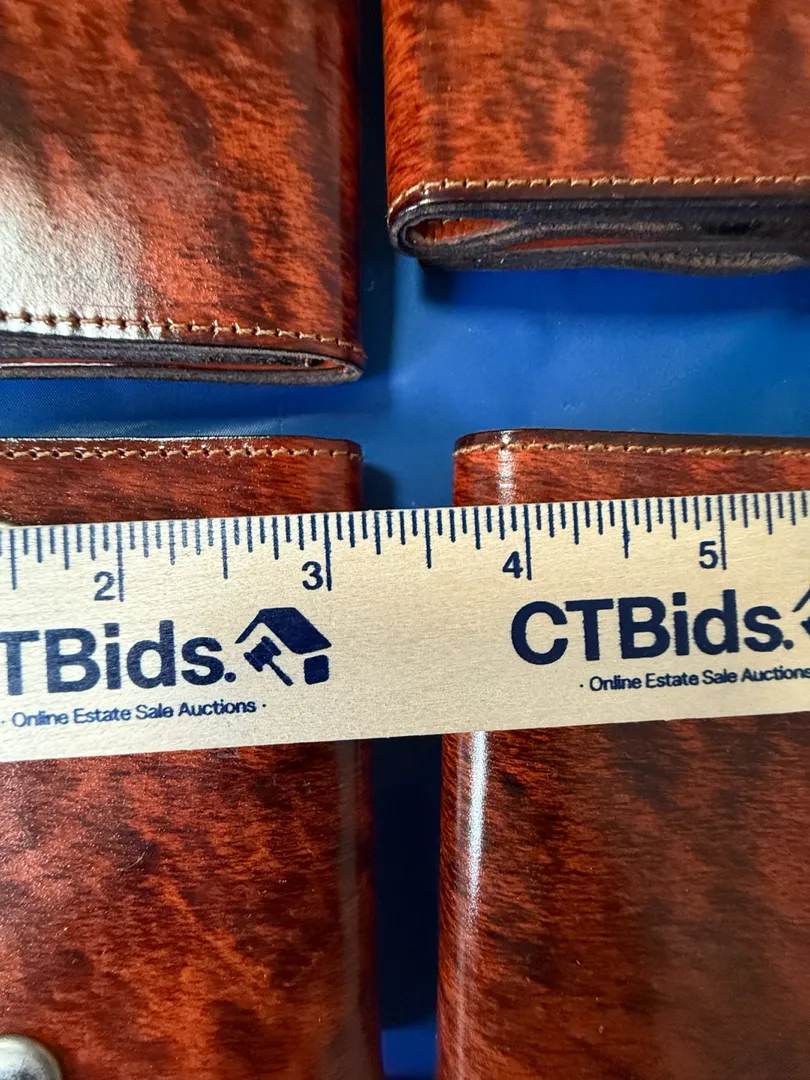 2 3 4 5
TBids. CTBids.
· Online Estate Sale Auctions · · Online Estate Sale Auctions